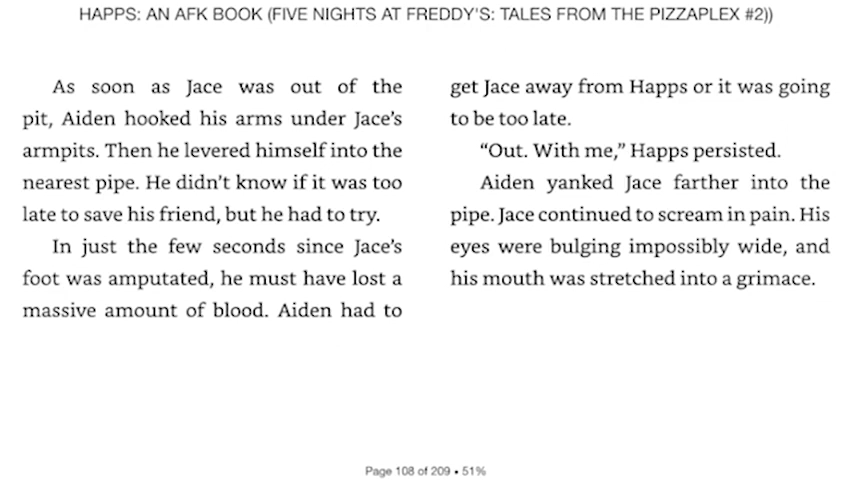 HAPPS: AN AFK BOOK (FIVE NIGHTS AT FREDDY'S: TALES FROM THE PIZZAPLEX #2))
As soon as Jace was out of the
pit, Aiden hooked his arms under Jace's
armpits. Then he levered himself into the
nearest pipe. He didn't know if it was too
late to save his friend, but he had to try.
In just the few seconds since Jace's
foot was amputated, he must have lost a
massive amount of blood. Aiden had to
get Jace away from Happs or it was going
to be too late.
“Out. With me,” Happs persisted.
Aiden yanked Jace farther into the
pipe. Jace continued to scream in pain. His
eyes were bulging impossibly wide, and
his mouth was stretched into a grimace.
Page 108 of 209 • 51%